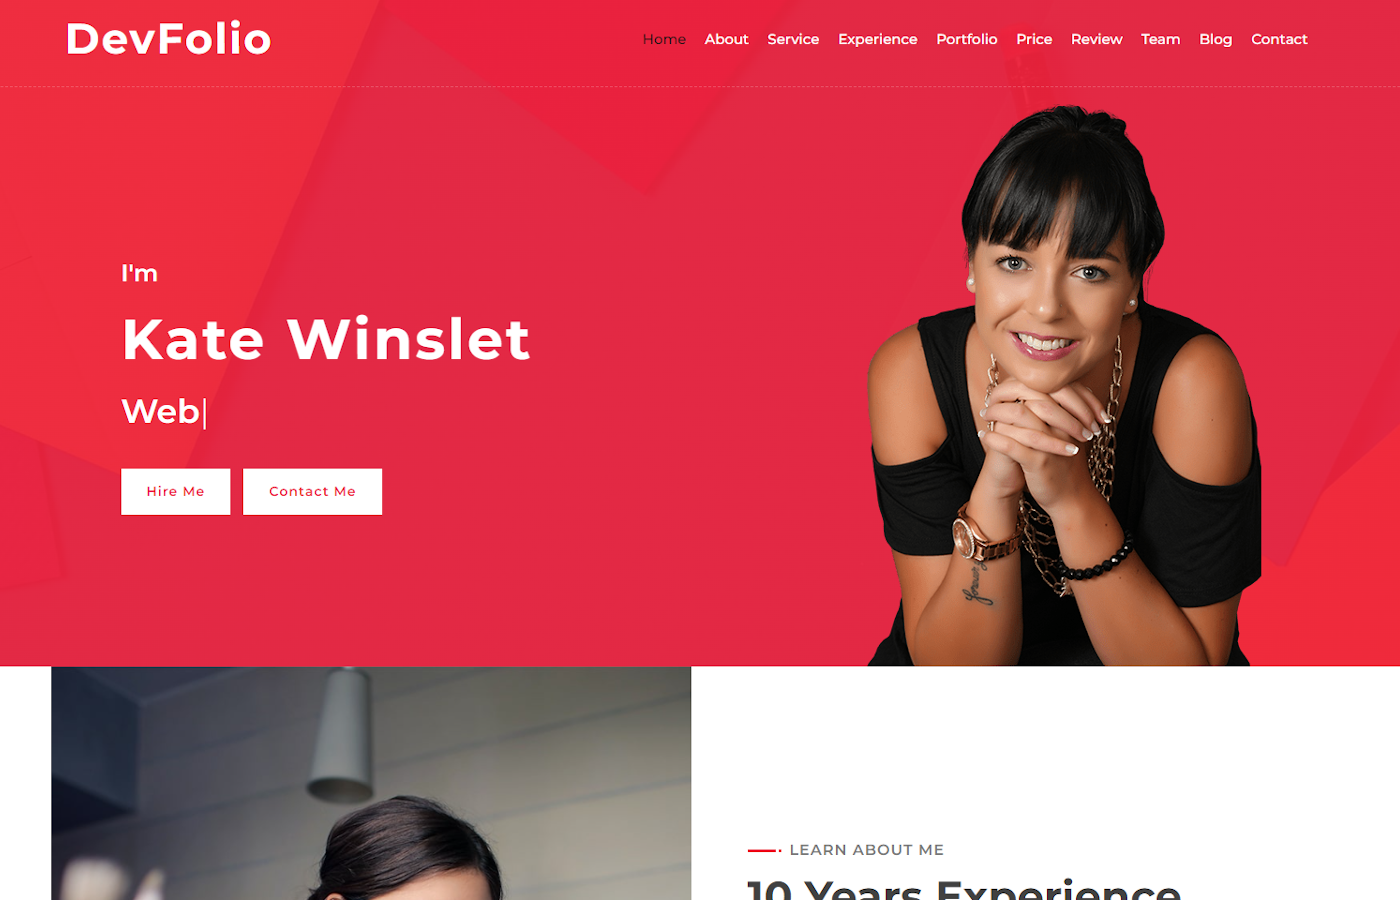 DevFolio
Home About Service Experience Portfolio Price Review Team Blog Contact
I'm
Kate Winslet
Web
Hire Me Contact Me
forever
LEARN ABOUT ME
10 Years Experience